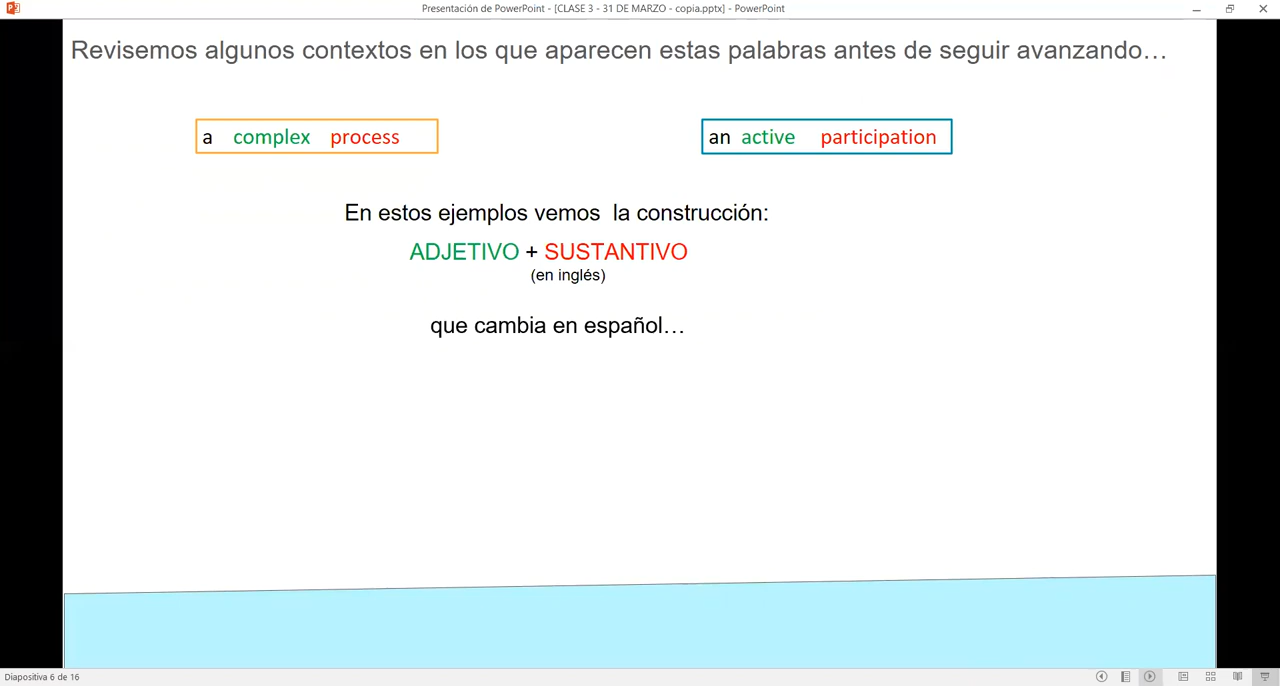 Presentación de PowerPoint - [CLASE 3 - 31 DE MARZO - copia.pptx] - PowerPoint
Revisemos algunos contextos en los que aparecen estas palabras antes de seguir avanzando…
a complex process
an active participation
En estos ejemplos vemos la construcción:
ADJETIVO + SUSTANTIVO
(en inglés)
que cambia en español…
Diapositiva 6 de 16